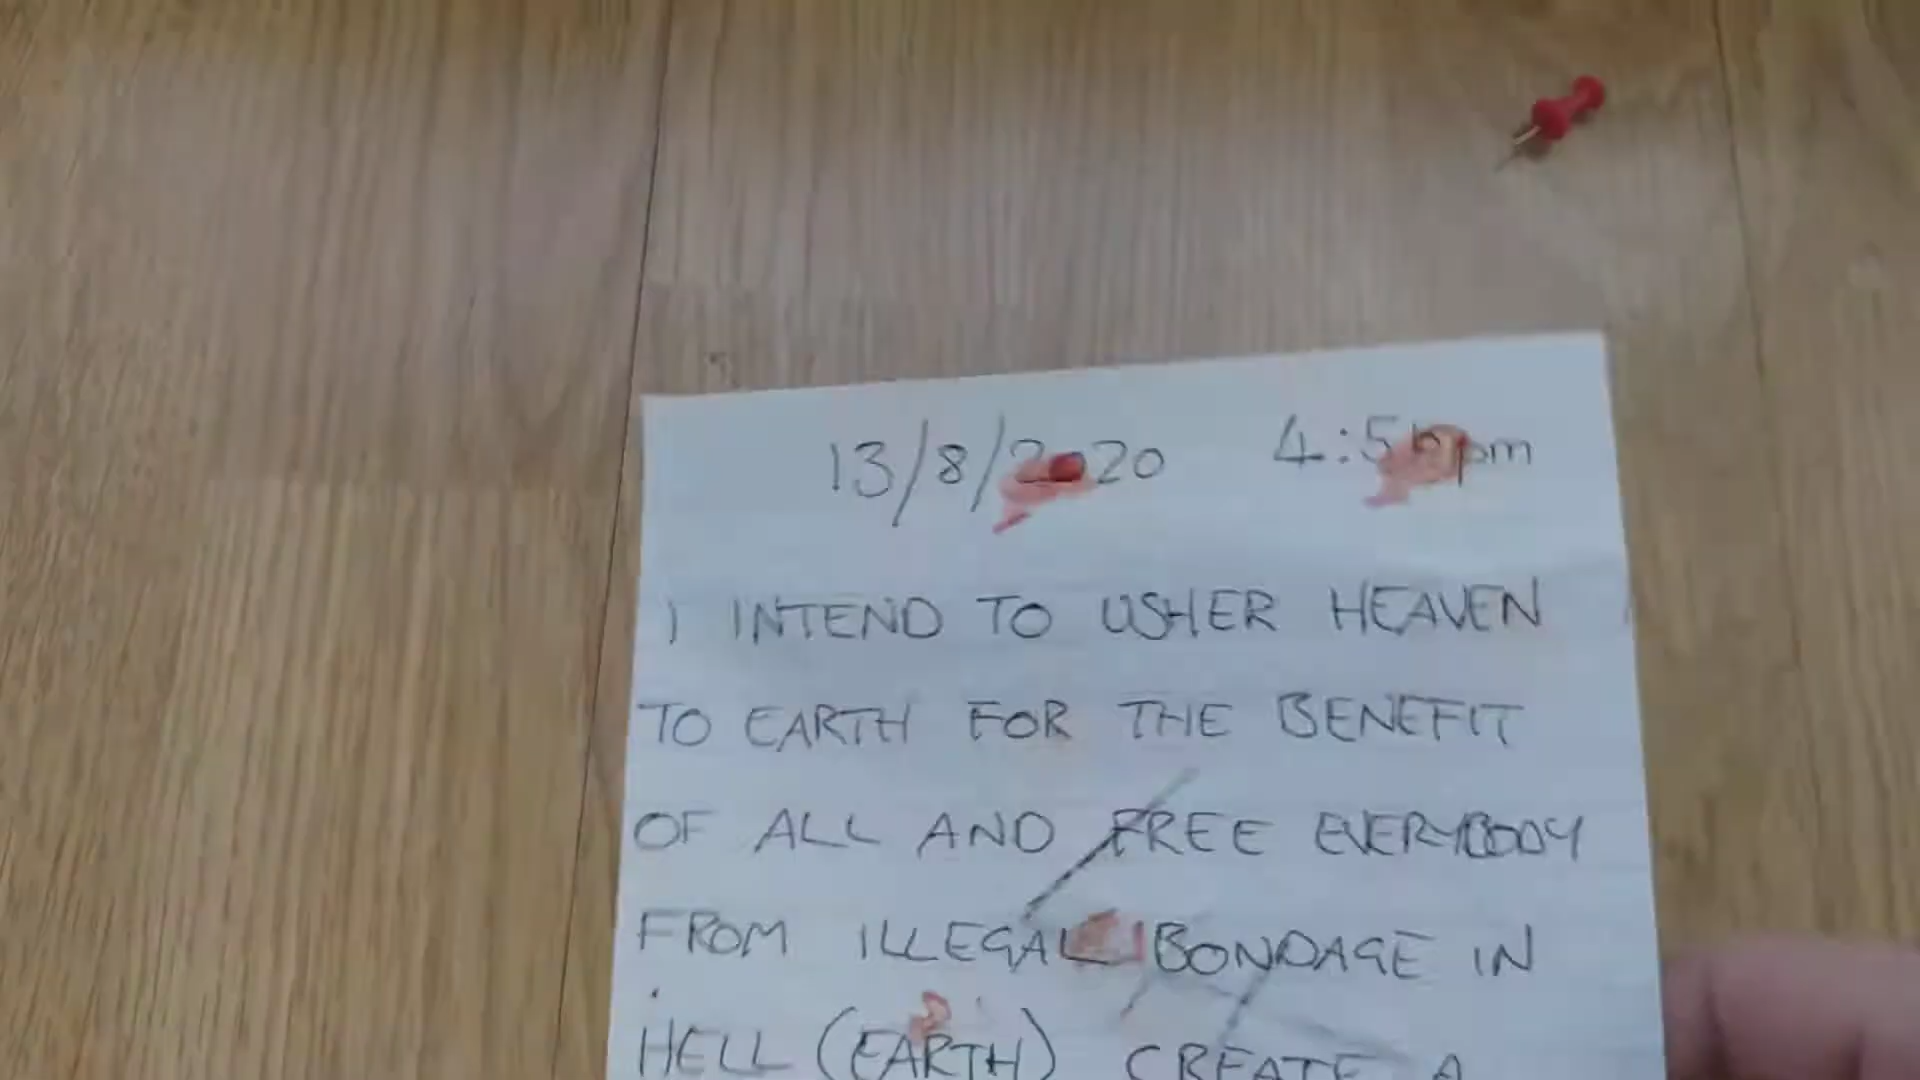 13/8/2020 4:5 pm
I INTEND TO USHER HEAVEN
TO EARTH FOR THE BENEFIT
OF ALL AND FREE EVERYBODY
FROM ILLEGAL BONDAGE IN
HELL (EARTH) CREATE A